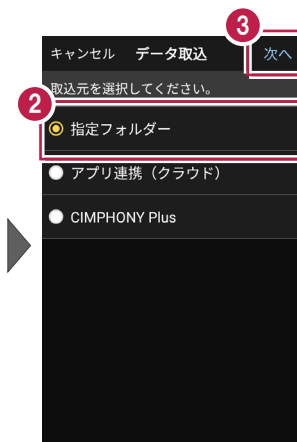 3
キャンセル データ取込 次へ
取込元を選択してください。
2
指定フォルダー
アプリ連携（クラウド）
CIMPHONY Plus